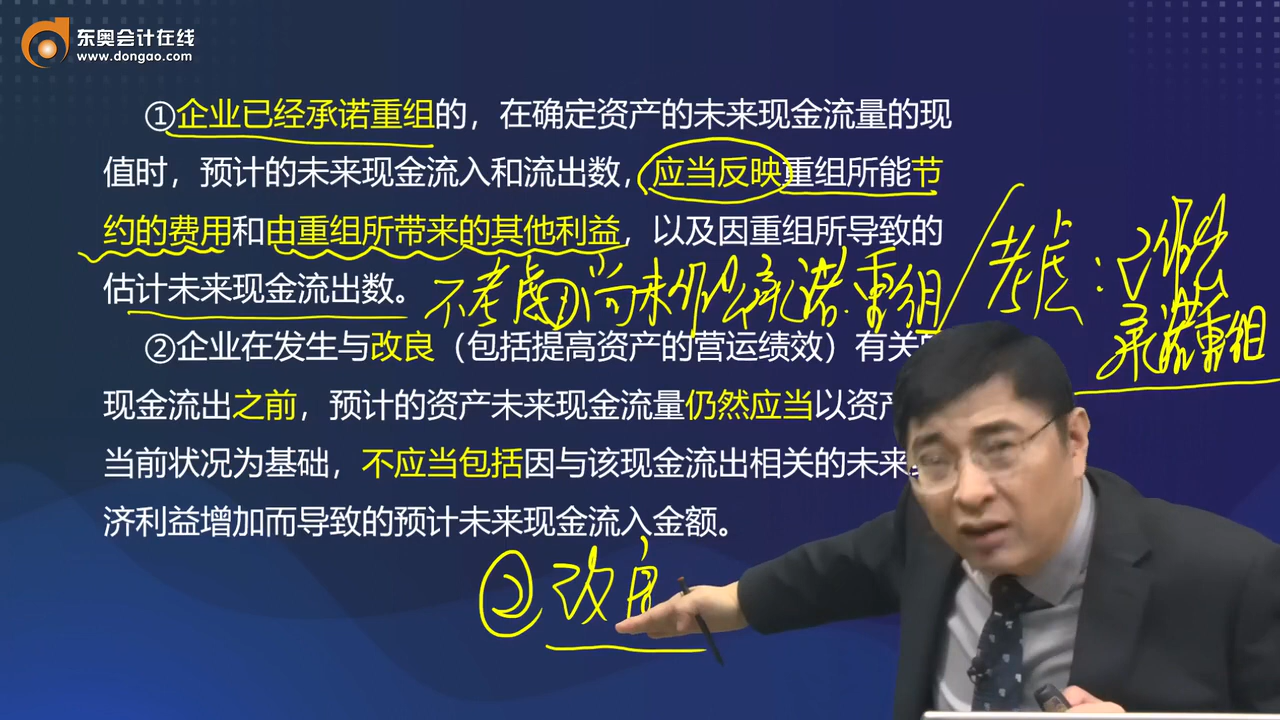 东奥会计在线
www.dongao.com
①企业已经承诺重组的，在确定资产的未来现金流量的现
值时，预计的未来现金流入和流出数，应当反映重组所能节
约的费用和由重组所带来的其他利益，以及因重组所导致的
估计未来现金流出数。
不考虑尚未作出承诺重组/考虑：已作出
承诺重组
②企业在发生与改良（包括提高资产的营运绩效）有关
现金流出之前，预计的资产未来现金流量仍然应当以资产
当前状况为基础，不应当包括因与该现金流出相关的未来
济利益增加而导致的预计未来现金流入金额。
②改良